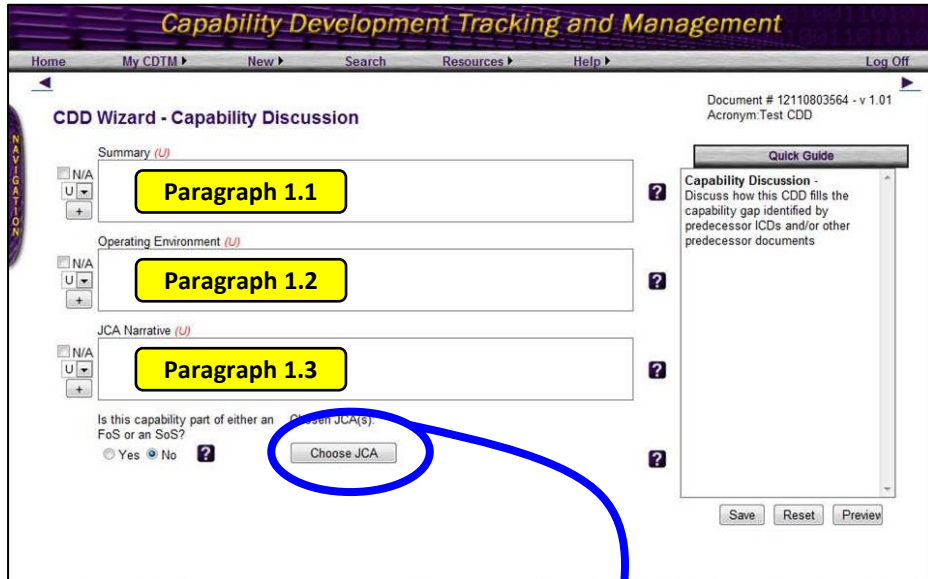 Capability Development Tracking and Management
Home My CDTM New Search Resources Help Log Off
Document # 12110803564 - v 1.01
Acronym:Test CDD
CDD Wizard - Capability Discussion
NAVIGATION
Summary (U)
N/A
U
+
Paragraph 1.1
?
Operating Environment (U)
N/A
U
+
Paragraph 1.2
?
JCA Narrative (U)
N/A
U
+
Paragraph 1.3
?
Is this capability part of either an
FoS or an SoS?
Yes No ?
Chosen JCA(s):
Choose JCA
?
Quick Guide
Capability Discussion -
Discuss how this CDD fills the
capability gap identified by
predecessor ICDs and/or other
predecessor documents
Save Reset Preview